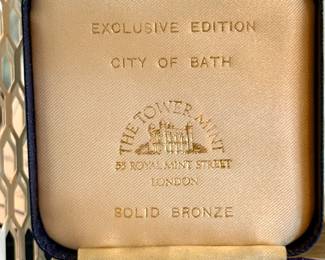 EXCLUSIVE EDITION
CITY OF BATH
THE TOWER MINT
55 ROYAL MINT STREET
LONDON
SOLID BRONZE